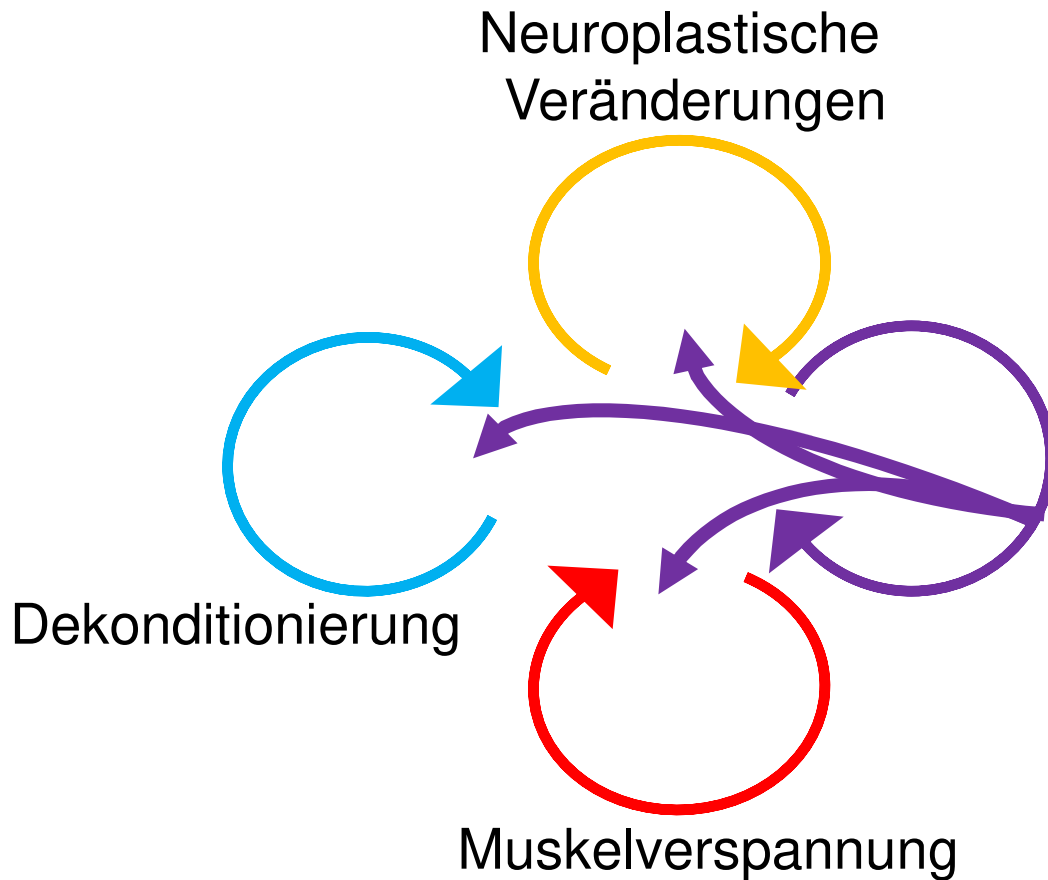 Neuroplastische
Veränderungen
Dekonditionierung
Muskelverspannung